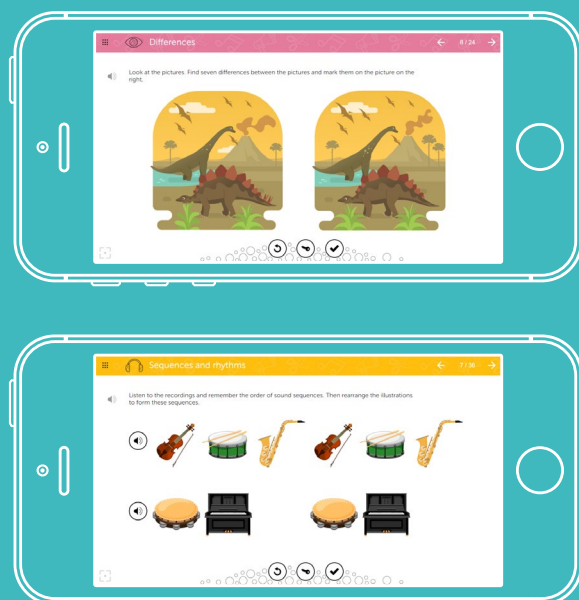 Differences
8 / 24
Look at the pictures. Find seven differences between the pictures and mark them on the picture on the
right.
Sequences and rhythms
7 / 36
Listen to the recordings and remember the order of sound sequences. Then rearrange the illustrations
to form these sequences.